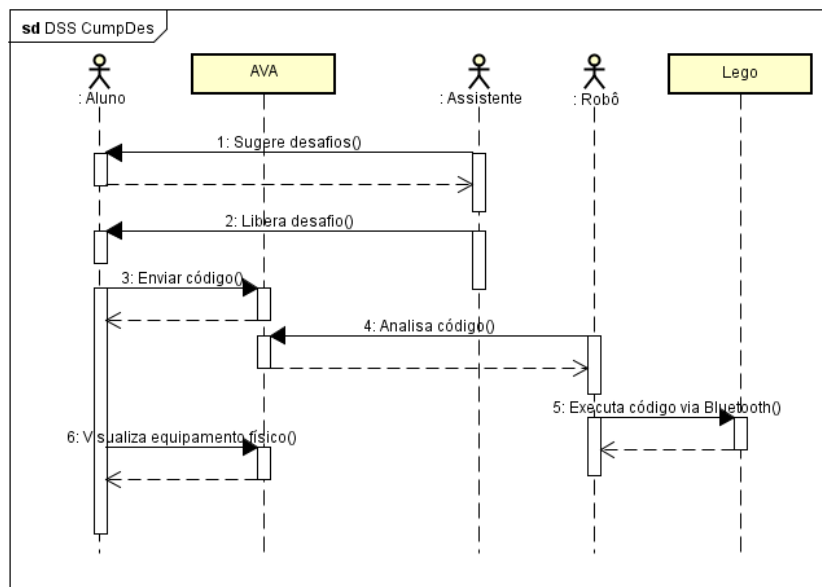 sd DSS CumpDes
AVA
Lego
: Aluno
: Assistente
: Robô
1: Sugere desafios()
2: Libera desafio()
3: Enviar código()
4: Analisa código()
5: Executa código via Bluetooth()
6: Visualiza equipamento físico()